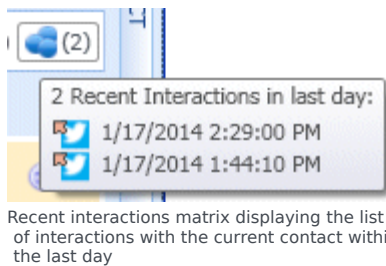 (2)
2 Recent Interactions in last day:
1/17/2014 2:29:00 PM
1/17/2014 1:44:10 PM
Recent interactions matrix displaying the list
of interactions with the current contact withi
the last day